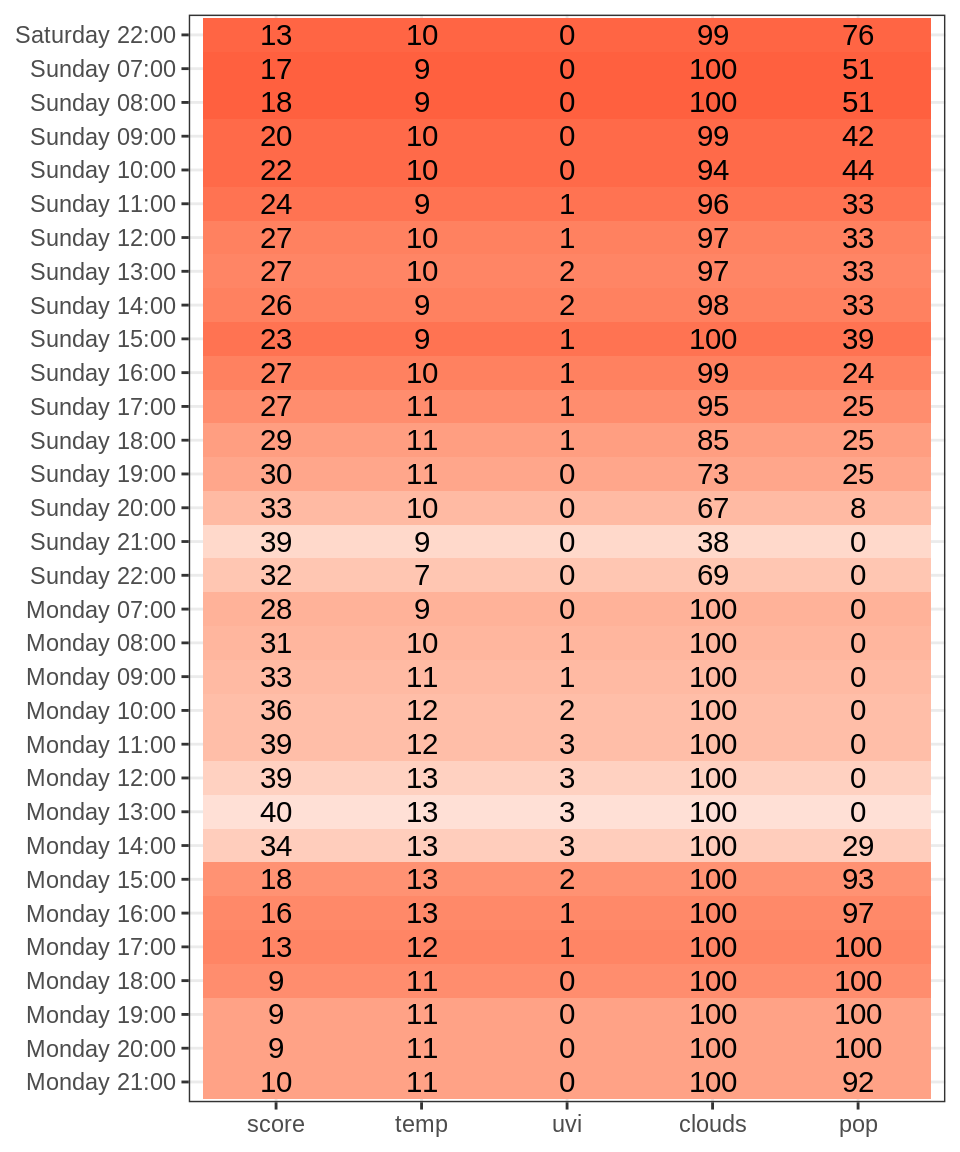 Saturday 22:00 13 10 0 99 76
Sunday 07:00 17 9 0 100 51
Sunday 08:00 18 9 0 100 51
Sunday 09:00 20 10 0 99 42
Sunday 10:00 22 10 0 94 44
Sunday 11:00 24 9 1 96 33
Sunday 12:00 27 10 1 97 33
Sunday 13:00 27 10 2 97 33
Sunday 14:00 26 9 2 98 33
Sunday 15:00 23 9 1 100 39
Sunday 16:00 27 10 1 99 24
Sunday 17:00 27 11 1 95 25
Sunday 18:00 29 11 1 85 25
Sunday 19:00 30 11 0 73 25
Sunday 20:00 33 10 0 67 8
Sunday 21:00 39 9 0 38 0
Sunday 22:00 32 7 0 69 0
Monday 07:00 28 9 0 100 0
Monday 08:00 31 10 1 100 0
Monday 09:00 33 11 1 100 0
Monday 10:00 36 12 2 100 0
Monday 11:00 39 12 3 100 0
Monday 12:00 39 13 3 100 0
Monday 13:00 40 13 3 100 0
Monday 14:00 34 13 3 100 29
Monday 15:00 18 13 2 100 93
Monday 16:00 16 13 1 100 97
Monday 17:00 13 12 1 100 100
Monday 18:00 9 11 0 100 100
Monday 19:00 9 11 0 100 100
Monday 20:00 9 11 0 100 100
Monday 21:00 10 11 0 100 92
score temp uvi clouds pop